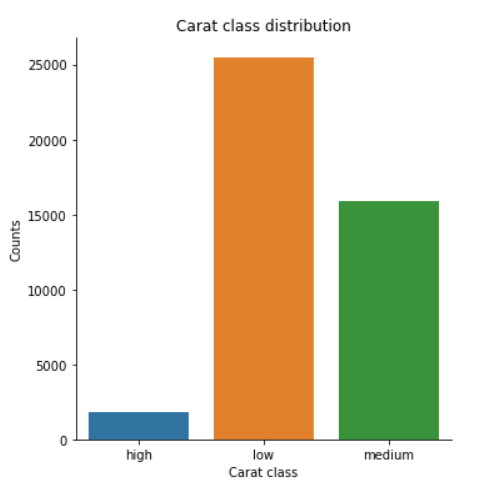 Carat class distribution
25000
20000
15000
10000
5000
0
Counts
high low medium
Carat class